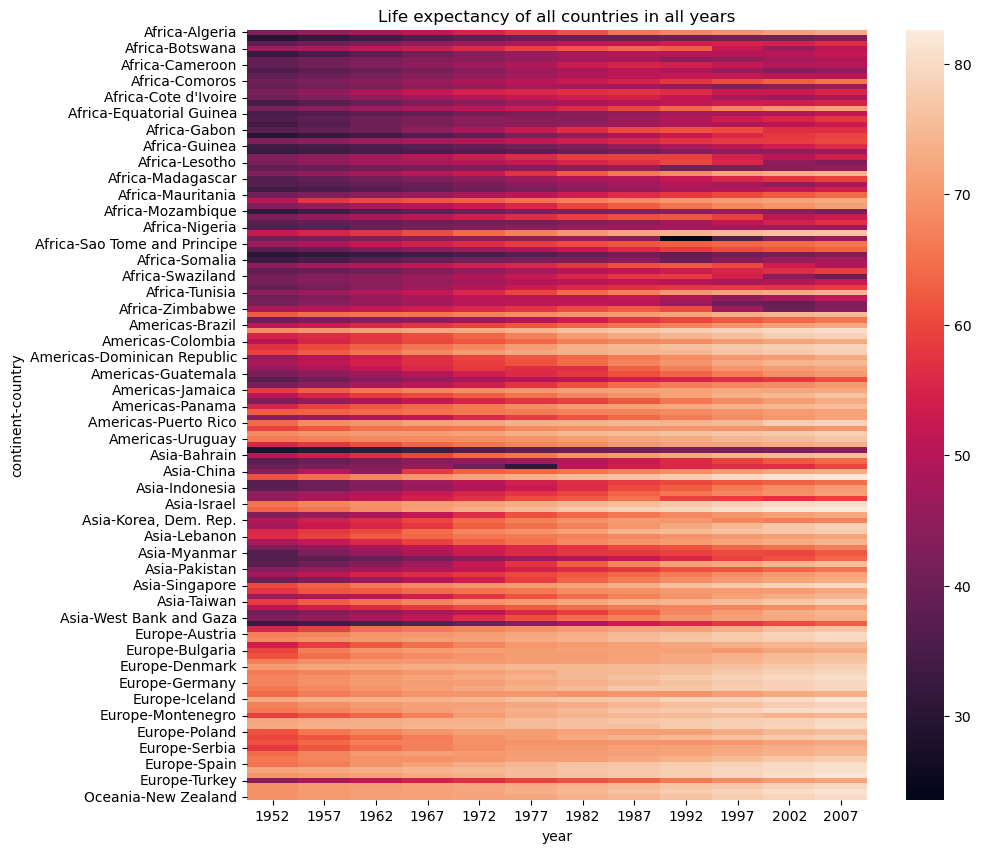 Life expectancy of all countries in all years
continent-country
Africa-Algeria
Africa-Botswana
Africa-Cameroon
Africa-Comoros
Africa-Cote d'Ivoire
Africa-Equatorial Guinea
Africa-Gabon
Africa-Guinea
Africa-Lesotho
Africa-Madagascar
Africa-Mauritania
Africa-Mozambique
Africa-Nigeria
Africa-Sao Tome and Principe
Africa-Somalia
Africa-Swaziland
Africa-Tunisia
Africa-Zimbabwe
Americas-Brazil
Americas-Colombia
Americas-Dominican Republic
Americas-Guatemala
Americas-Jamaica
Americas-Panama
Americas-Puerto Rico
Americas-Uruguay
Asia-Bahrain
Asia-China
Asia-Indonesia
Asia-Israel
Asia-Korea, Dem. Rep.
Asia-Lebanon
Asia-Myanmar
Asia-Pakistan
Asia-Singapore
Asia-Taiwan
Asia-West Bank and Gaza
Europe-Austria
Europe-Bulgaria
Europe-Denmark
Europe-Germany
Europe-Iceland
Europe-Montenegro
Europe-Poland
Europe-Serbia
Europe-Spain
Europe-Turkey
Oceania-New Zealand
1952 1957 1962 1967 1972 1977 1982 1987 1992 1997 2002 2007
year
80
70
60
50
40
30